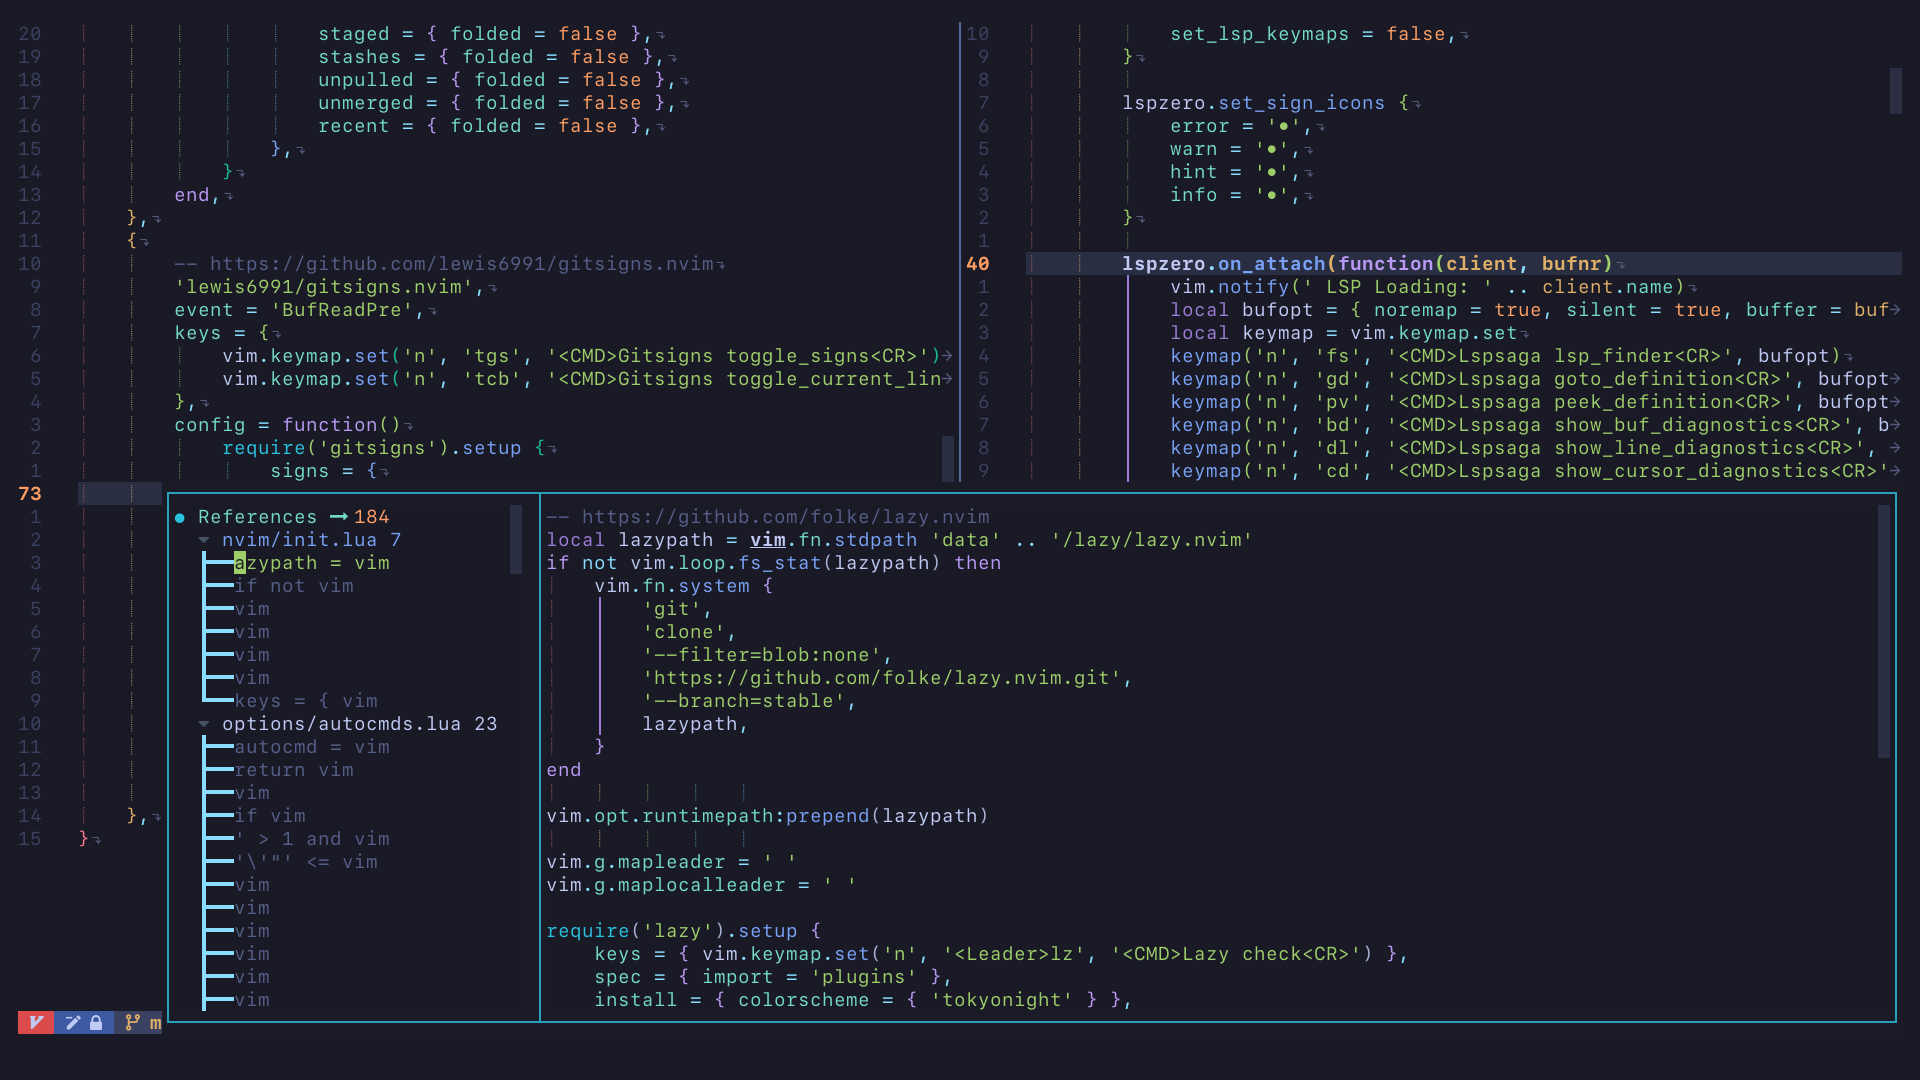 20 staged = { folded = false },
19 stashes = { folded = false },
18 unpulled = { folded = false },
17 unmerged = { folded = false },
16 recent = { folded = false },
15 },
14 }
13 end,
12 },
11 {
10 -- https://github.com/lewis6991/gitsigns.nvim
9 'lewis6991/gitsigns.nvim',
8 event = 'BufReadPre',
7 keys = {
6 vim.keymap.set('n', 'tgs', '<CMD>Gitsigns toggle_signs<CR>')
5 vim.keymap.set('n', 'tcb', '<CMD>Gitsigns toggle_current_lin
4 },
3 config = function()
2 require('gitsigns').setup {
1 signs = {
73
1
2
3
4
5
6
7
8
9
10
11
12
13
14 },
15 }
10 set_lsp_keymaps = false,
9 }
8
7 lspzero.set_sign_icons {
6 error = '●',
5 warn = '●',
4 hint = '●',
3 info = '●',
2 }
1
40 lspzero.on_attach(function(client, bufnr)
1 vim.notify(' LSP Loading: ' .. client.name)
2 local bufopt = { noremap = true, silent = true, buffer = buf
3 local keymap = vim.keymap.set
4 keymap('n', 'fs', '<CMD>Lspsaga lsp_finder<CR>', bufopt)
5 keymap('n', 'gd', '<CMD>Lspsaga goto_definition<CR>', bufopt
6 keymap('n', 'pv', '<CMD>Lspsaga peek_definition<CR>', bufopt
7 keymap('n', 'bd', '<CMD>Lspsaga show_buf_diagnostics<CR>', b
8 keymap('n', 'dl', '<CMD>Lspsaga show_line_diagnostics<CR>',
9 keymap('n', 'cd', '<CMD>Lspsaga show_cursor_diagnostics<CR>'
● References → 184
nvim/init.lua 7
azypath = vim
if not vim
vim
vim
vim
vim
keys = { vim
options/autocmds.lua 23
autocmd = vim
return vim
vim
if vim
' > 1 and vim
'\'"' <= vim
vim
vim
vim
vim
vim
vim
-- https://github.com/folke/lazy.nvim
local lazypath = vim.fn.stdpath 'data' .. '/lazy/lazy.nvim'
if not vim.loop.fs_stat(lazypath) then
vim.fn.system {
'git',
'clone',
'--filter=blob:none',
'https://github.com/folke/lazy.nvim.git',
'--branch=stable',
lazypath,
}
end
vim.opt.runtimepath:prepend(lazypath)
vim.g.mapleader = ' '
vim.g.maplocalleader = ' '
require('lazy').setup {
keys = { vim.keymap.set('n', '<Leader>lz', '<CMD>Lazy check<CR>') },
spec = { import = 'plugins' },
install = { colorscheme = { 'tokyonight' } },
m